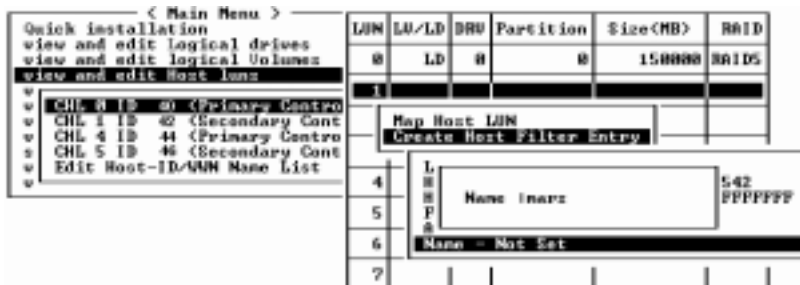 < Main Menu >
Quick installation
view and edit Logical drives
view and edit logical Volumes
view and edit Host luns
v
v CHL 0 ID 40 (Primary Contro
v CHL 1 ID 42 (Secondary Cont
v CHL 4 ID 44 (Primary Contro
s CHL 5 ID 46 (Secondary Cont
v Edit Host-ID/WWN Name List
v
LUN LV/LD DRV Partition Size(MB) RAID
0 LD 0 0 150000 RAID5
1
Map Host LUN
Create Host Filter Entry
L
H 542
H Name :mars FFFFFFF
F
A
Name - Not Set
4
5
6
7